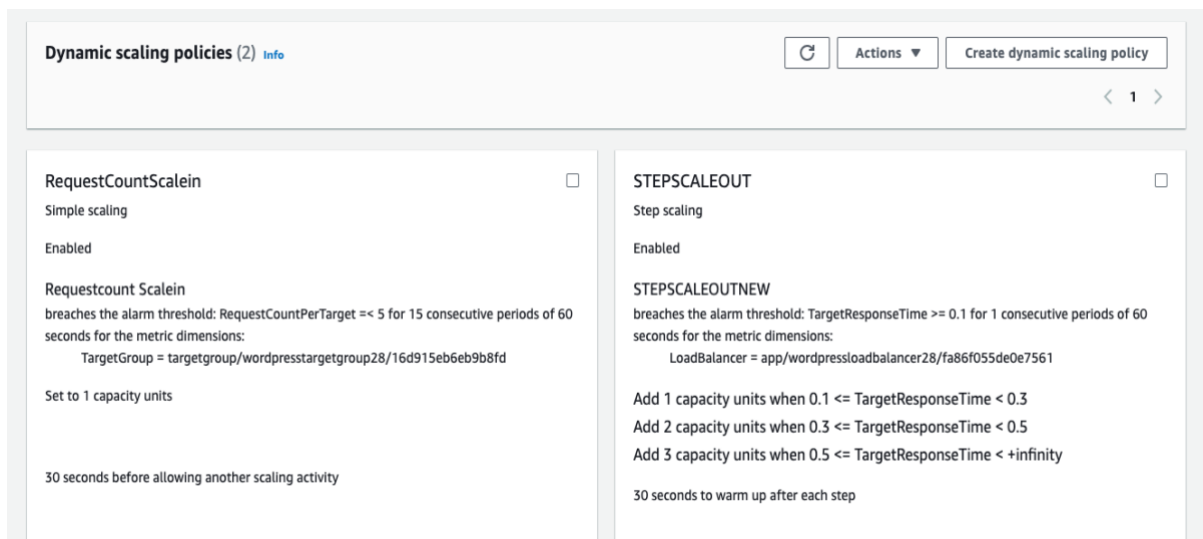 Dynamic scaling policies (2) Info
Actions ▼
Create dynamic scaling policy
< 1 >
RequestCountScalein
Simple scaling
Enabled
Requestcount Scalein
breaches the alarm threshold: RequestCountPerTarget =< 5 for 15 consecutive periods of 60
seconds for the metric dimensions:
TargetGroup = targetgroup/wordpresstargetgroup28/16d915eb6eb9b8fd
Set to 1 capacity units
30 seconds before allowing another scaling activity
STEPSCALEOUT
Step scaling
Enabled
STEPSCALEOUTNEW
breaches the alarm threshold: TargetResponseTime >= 0.1 for 1 consecutive periods of 60
seconds for the metric dimensions:
LoadBalancer = app/wordpressloadbalancer28/fa86f055de0e7561
Add 1 capacity units when 0.1 <= TargetResponseTime < 0.3
Add 2 capacity units when 0.3 <= TargetResponseTime < 0.5
Add 3 capacity units when 0.5 <= TargetResponseTime < +infinity
30 seconds to warm up after each step